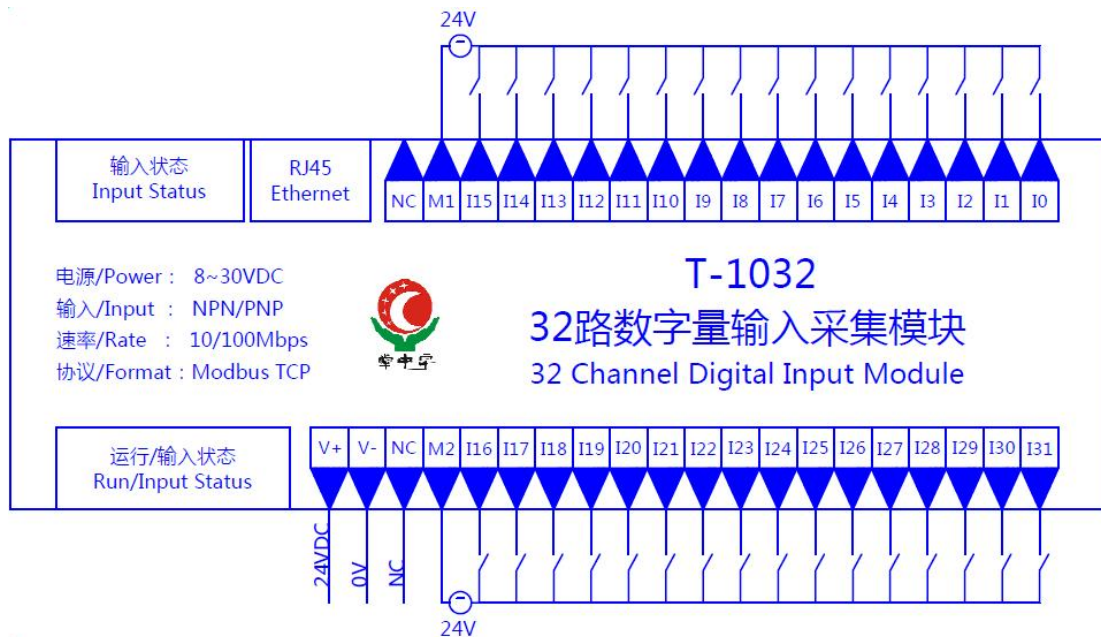 24V
输入状态
Input Status
RJ45
Ethernet
NC M1 I15 I14 I13 I12 I11 I10 I9 I8 I7 I6 I5 I4 I3 I2 I1 I0
电源/Power : 8~30VDC
输入/Input : NPN/PNP
速率/Rate : 10/100Mbps
协议/Format : Modbus TCP
掌中宇
T-1032
32路数字量输入采集模块
32 Channel Digital Input Module
运行/输入状态
Run/Input Status
V+ V- NC M2 I16 I17 I18 I19 I20 I21 I22 I23 I24 I25 I26 I27 I28 I29 I30 I31
24VDC
0V
NC
24V